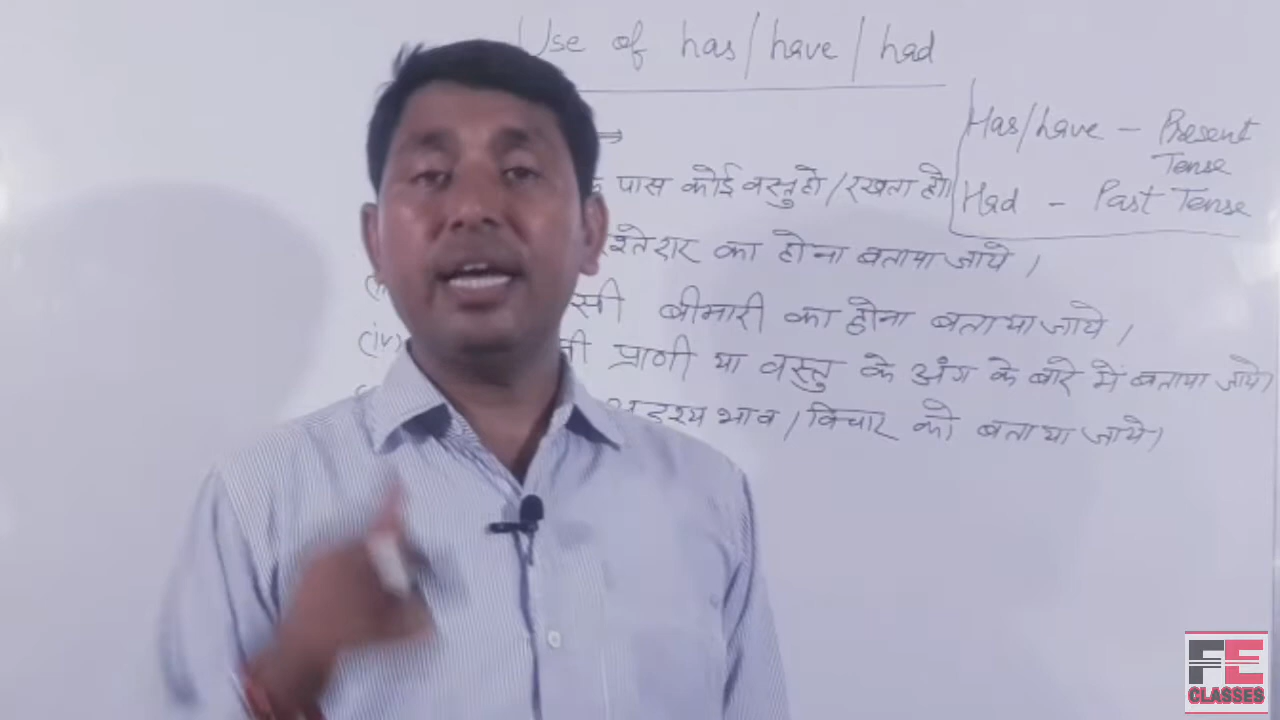 Use of has/have/had
Has/have - Present
Tense
Had - Past Tense
⇒
के पास कोई वस्तु हो / रखता हो।
का होना बताया जाये।
बीमारी का होना बताया जाये।
(iv) प्राणी या वस्तु के अंग के बारे में बताया जाये।
अदृश्य भाव / विचार को बताया जाये।
FE
CLASSES